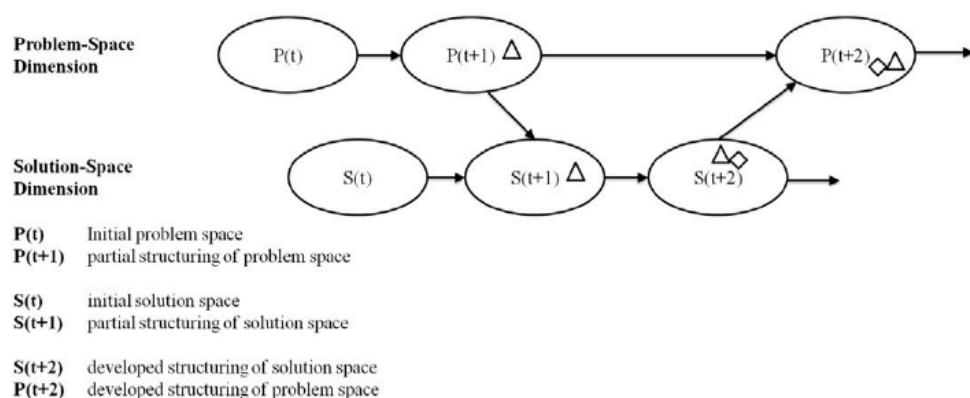 Problem-Space
Dimension
P(t)
P(t+1)
P(t+2)
Solution-Space
Dimension
S(t)
S(t+1)
S(t+2)
P(t) Initial problem space
P(t+1) partial structuring of problem space
S(t) initial solution space
S(t+1) partial structuring of solution space
S(t+2) developed structuring of solution space
P(t+2) developed structuring of problem space